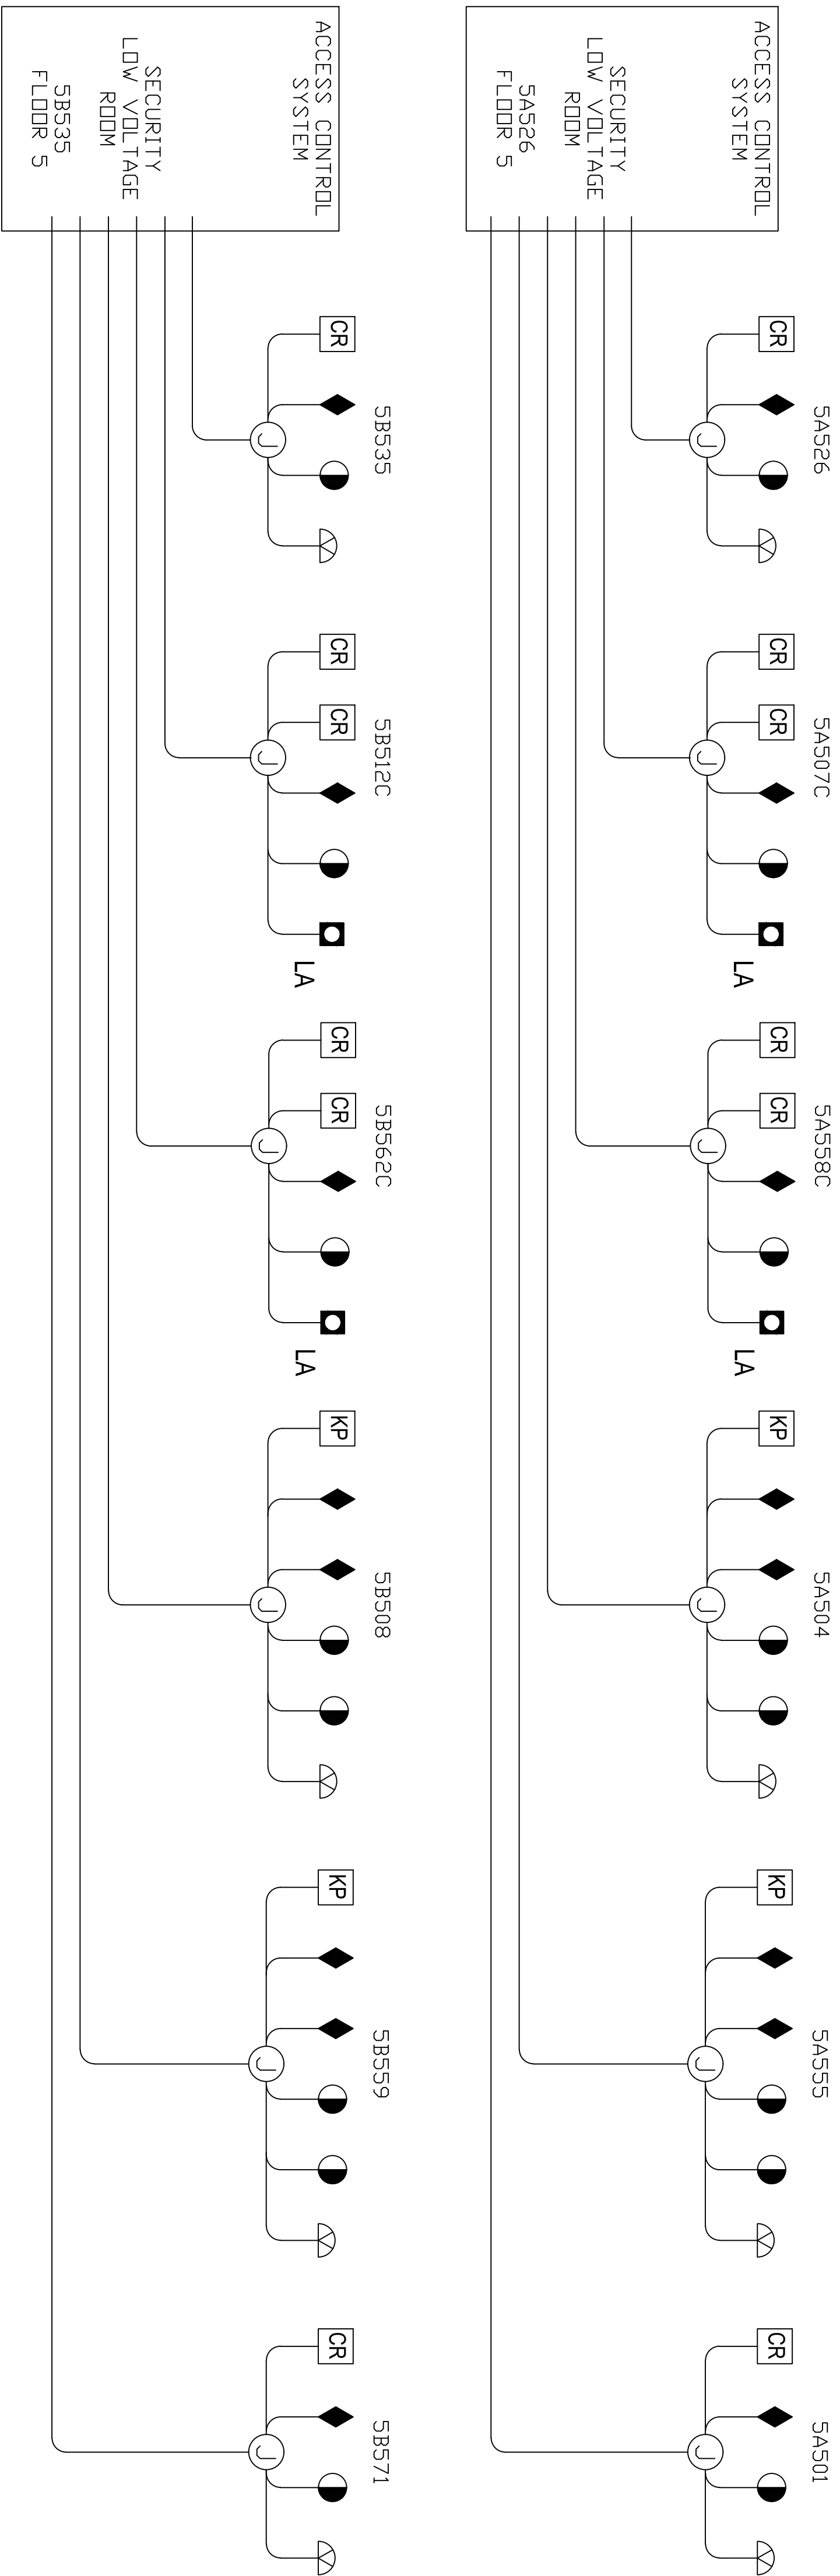 ACCESS CONTROL
SYSTEM
SECURITY
LOW VOLTAGE
ROOM
5A526
FLOOR 5
5A526
CR
J
5A507C
CR
CR
J
LA
5A558C
CR
CR
J
LA
5A504
KP
J
5A555
KP
J
5A501
CR
J
ACCESS CONTROL
SYSTEM
SECURITY
LOW VOLTAGE
ROOM
5B535
FLOOR 5
5B535
CR
J
5B512C
CR
CR
J
LA
5B562C
CR
CR
J
LA
5B508
KP
J
5B559
KP
J
5B571
CR
J